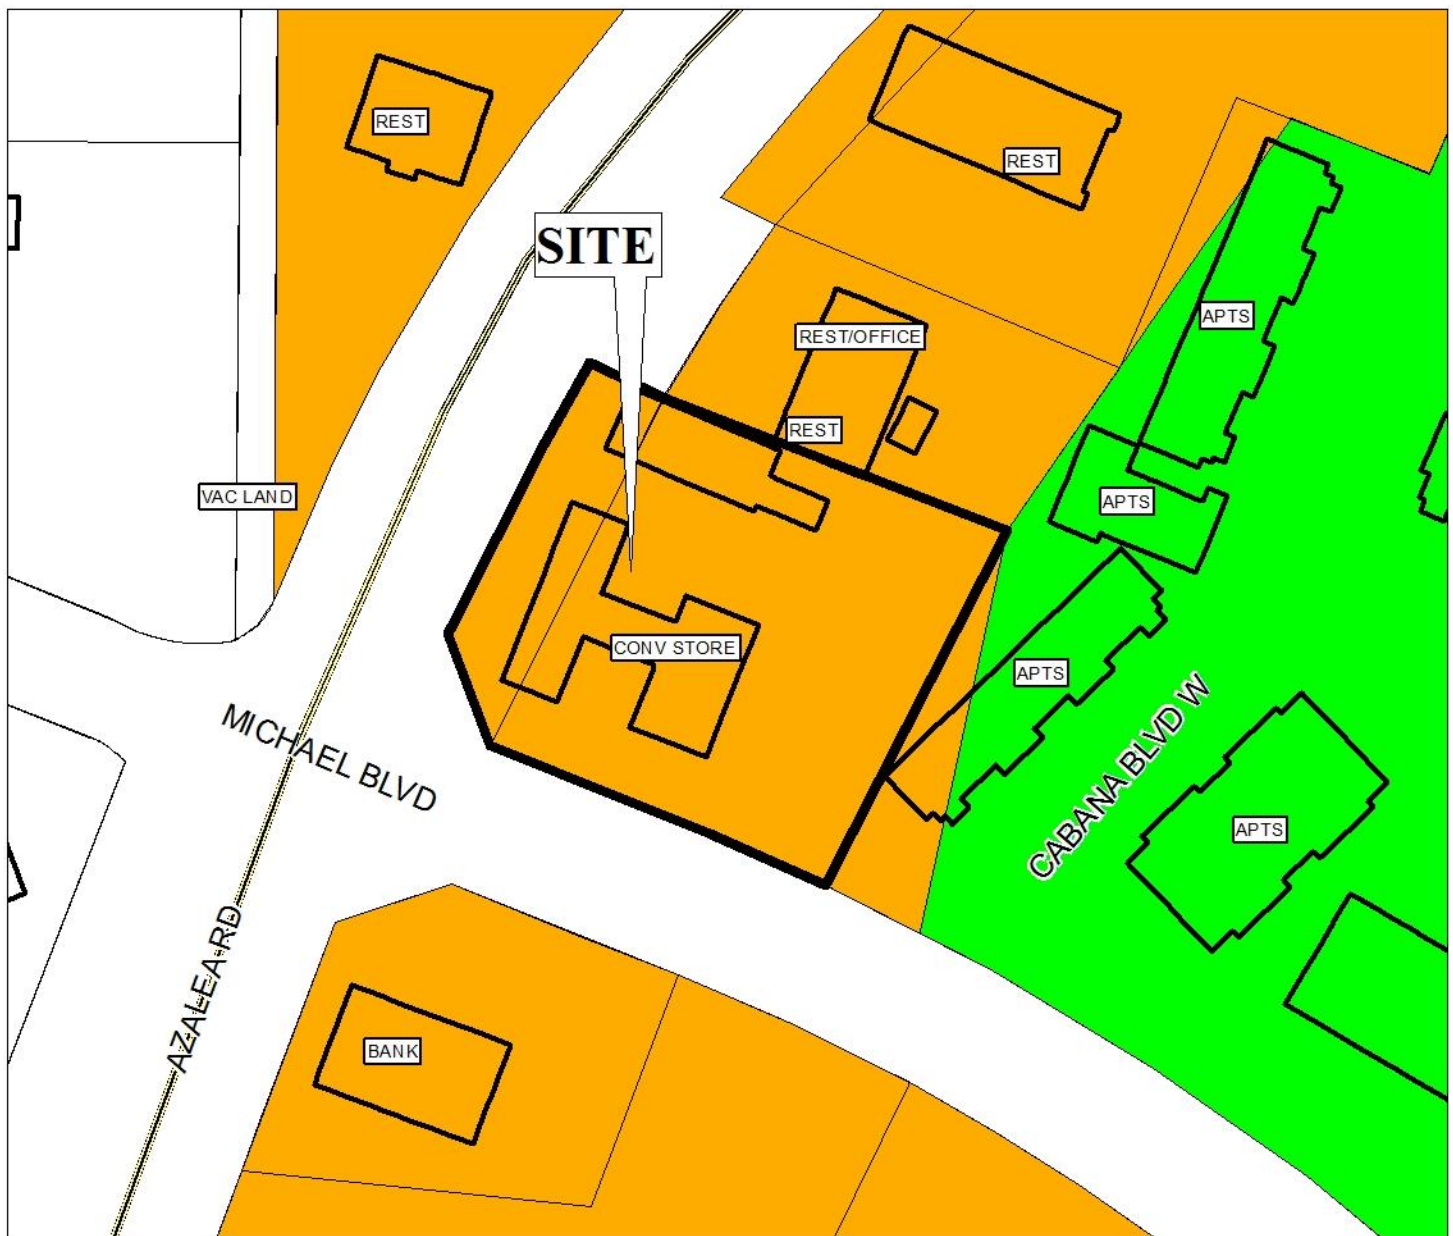 REST
REST
SITE
APTS
REST/OFFICE
REST
VAC LAND
APTS
CONV STORE
APTS
MICHAEL BLVD
CABANA BLVD W
APTS
AZALEA RD
BANK